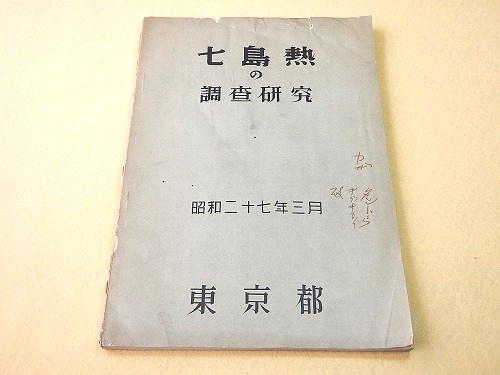 七島熱
の
調査研究
昭和二十七年三月
東京都